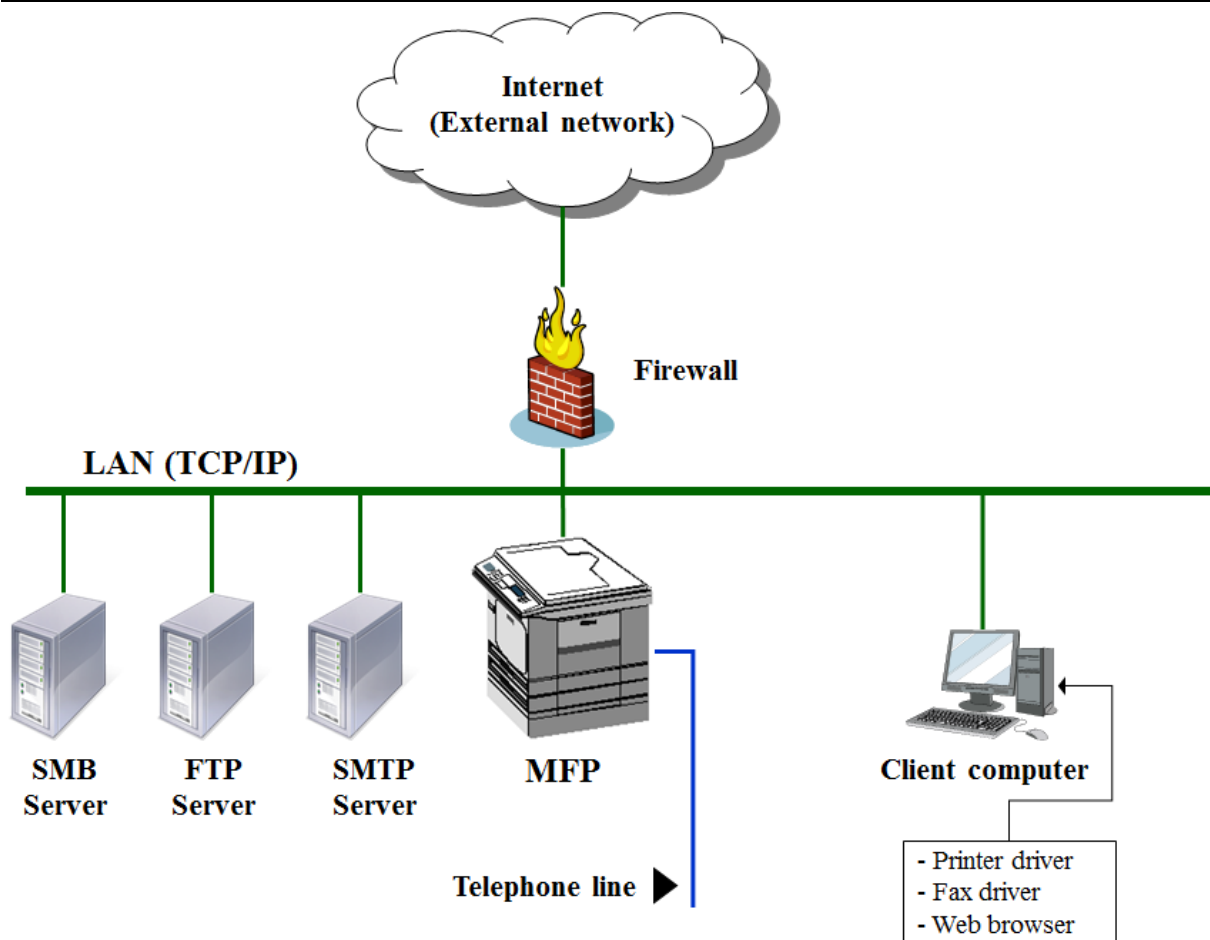 Internet
(External network)
Firewall
LAN (TCP/IP)
SMB
Server
FTP
Server
SMTP
Server
MFP
Client computer
Telephone line
- Printer driver
- Fax driver
- Web browser